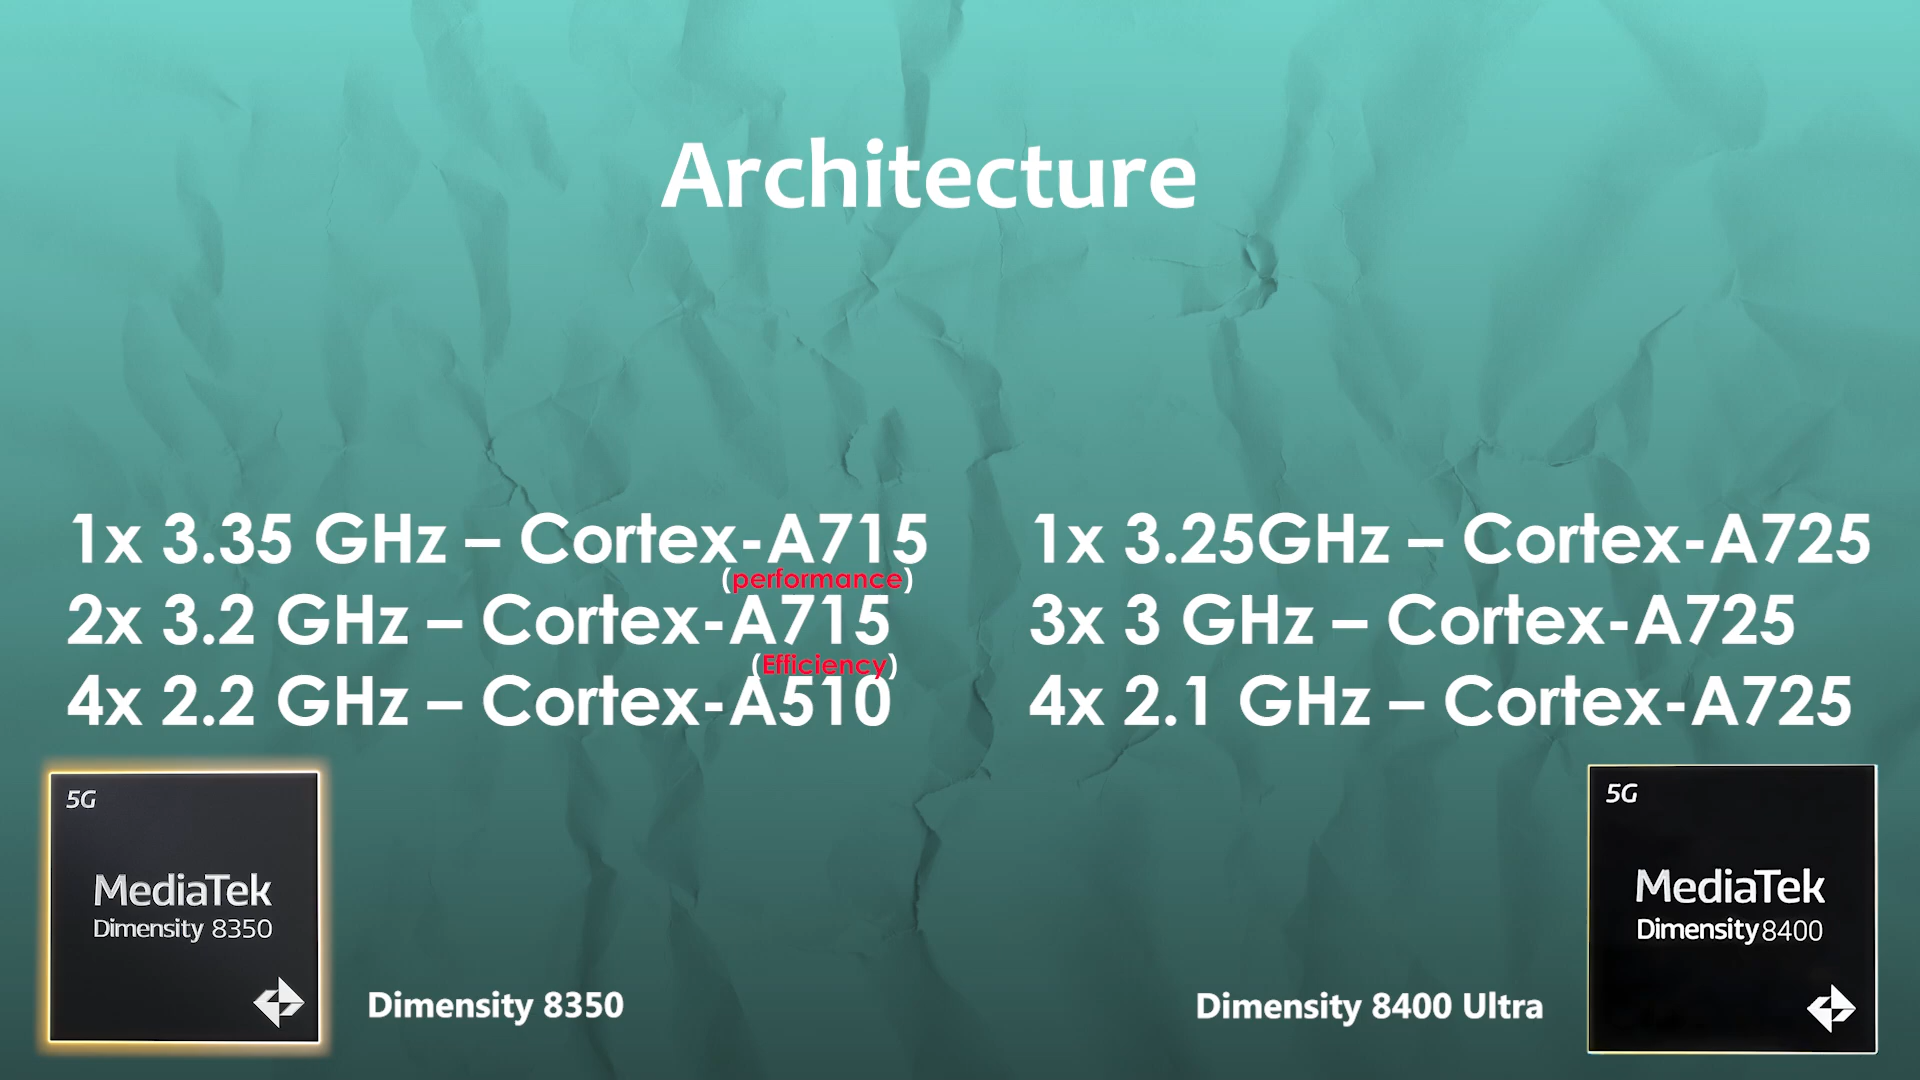 Architecture
1x 3.35 GHz – Cortex-A715
(performance)
2x 3.2 GHz – Cortex-A715
(Efficiency)
4x 2.2 GHz – Cortex-A510
1x 3.25GHz – Cortex-A725
3x 3 GHz – Cortex-A725
4x 2.1 GHz – Cortex-A725
5G
MediaTek
Dimensity 8350
Dimensity 8350
Dimensity 8400 Ultra
5G
MediaTek
Dimensity 8400